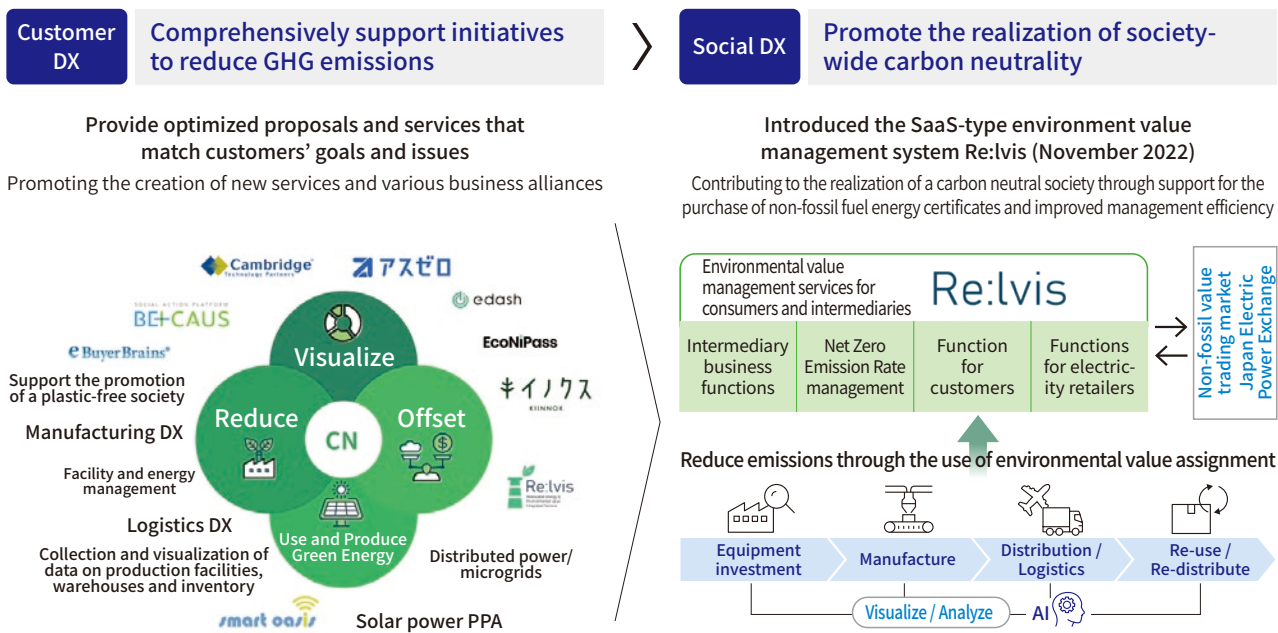 Customer
DX
Comprehensively support initiatives
to reduce GHG emissions
Provide optimized proposals and services that
match customers' goals and issues
Promoting the creation of new services and various business alliances
Cambridge
Technology Partners
アスゼロ
SOCIAL ACTION PLATFORM
BE+CAUS
edash
eBuyerBrains
EcoNiPass
キイノクス
KIINNOX
Visualize
Reduce
Offset
CN
Use and Produce
Green Energy
Support the promotion
of a plastic-free society
Manufacturing DX
Facility and energy
management
Logistics DX
Collection and visualization of
data on production facilities,
warehouses and inventory
Re:lvis
Distributed power/
microgrids
smart oasis
Solar power PPA
Social DX
Promote the realization of society-
wide carbon neutrality
Introduced the SaaS-type environment value
management system Re:lvis (November 2022)
Contributing to the realization of a carbon neutral society through support for the
purchase of non-fossil fuel energy certificates and improved management efficiency
Environmental value
management services for
consumers and intermediaries
Re:lvis
Intermediary
business
functions
Net Zero
Emission Rate
management
Function
for
customers
Functions
for electric-
ity retailers
Non-fossil value
trading market
Japan Electric
Power Exchange
Reduce emissions through the use of environmental value assignment
Equipment
investment
Manufacture
Distribution /
Logistics
Re-use /
Re-distribute
Visualize / Analyze
AI